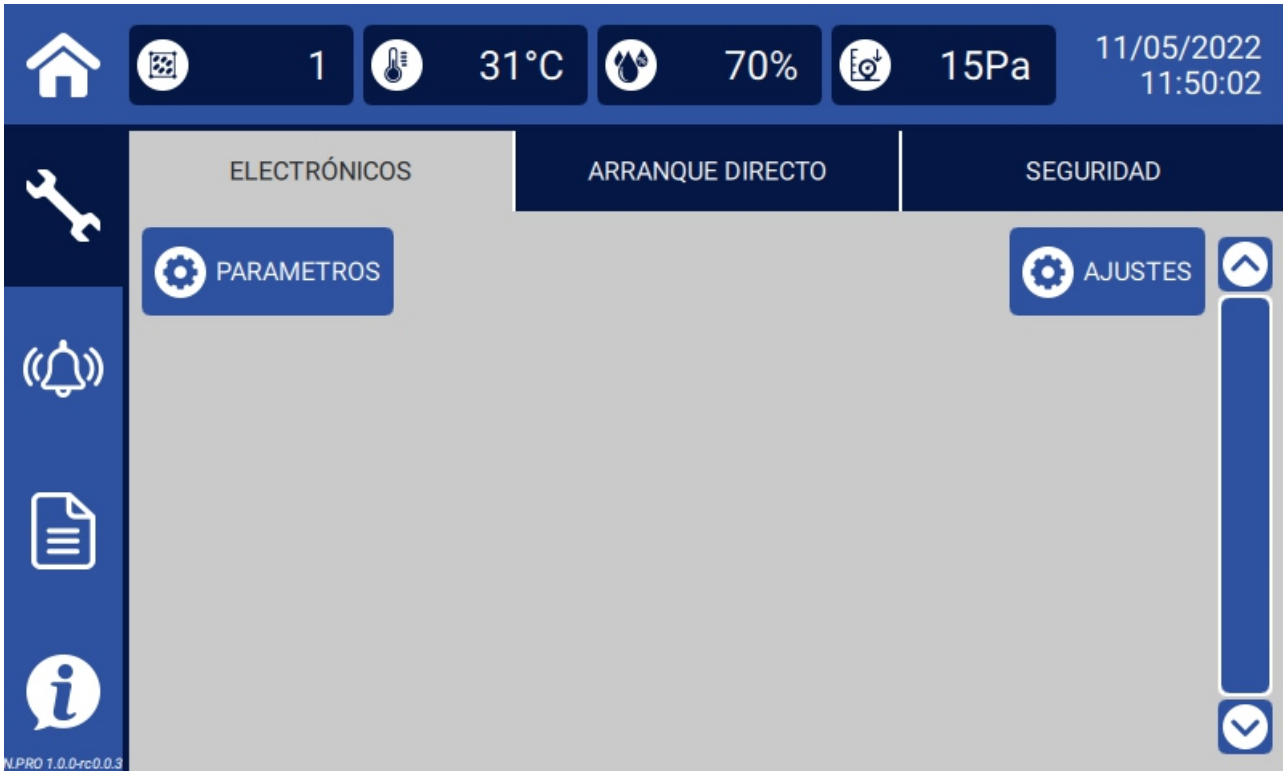 1
31°C
70%
15Pa
11/05/2022
11:50:02
ELECTRÓNICOS
ARRANQUE DIRECTO
SEGURIDAD
PARAMETROS
AJUSTES
N.PRO 1.0.0-rc0.0.3